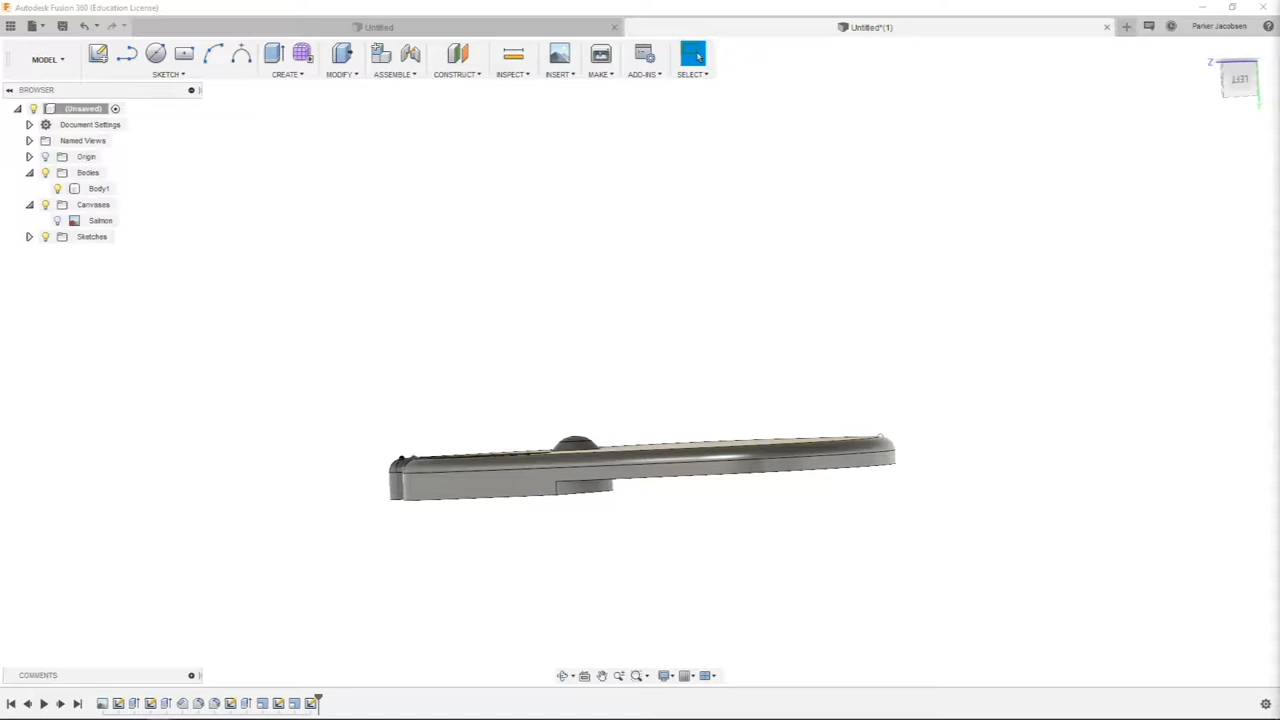 Autodesk Fusion 360 (Education License)
Untitled
Untitled*(1)
Parker Jacobsen
MODEL
SKETCH
CREATE
MODIFY
ASSEMBLE
CONSTRUCT
INSPECT
INSERT
MAKE
ADD-INS
SELECT
Z
LEFT
BROWSER
(Unsaved)
Document Settings
Named Views
Origin
Bodies
Body1
Canvases
Salmon
Sketches
COMMENTS